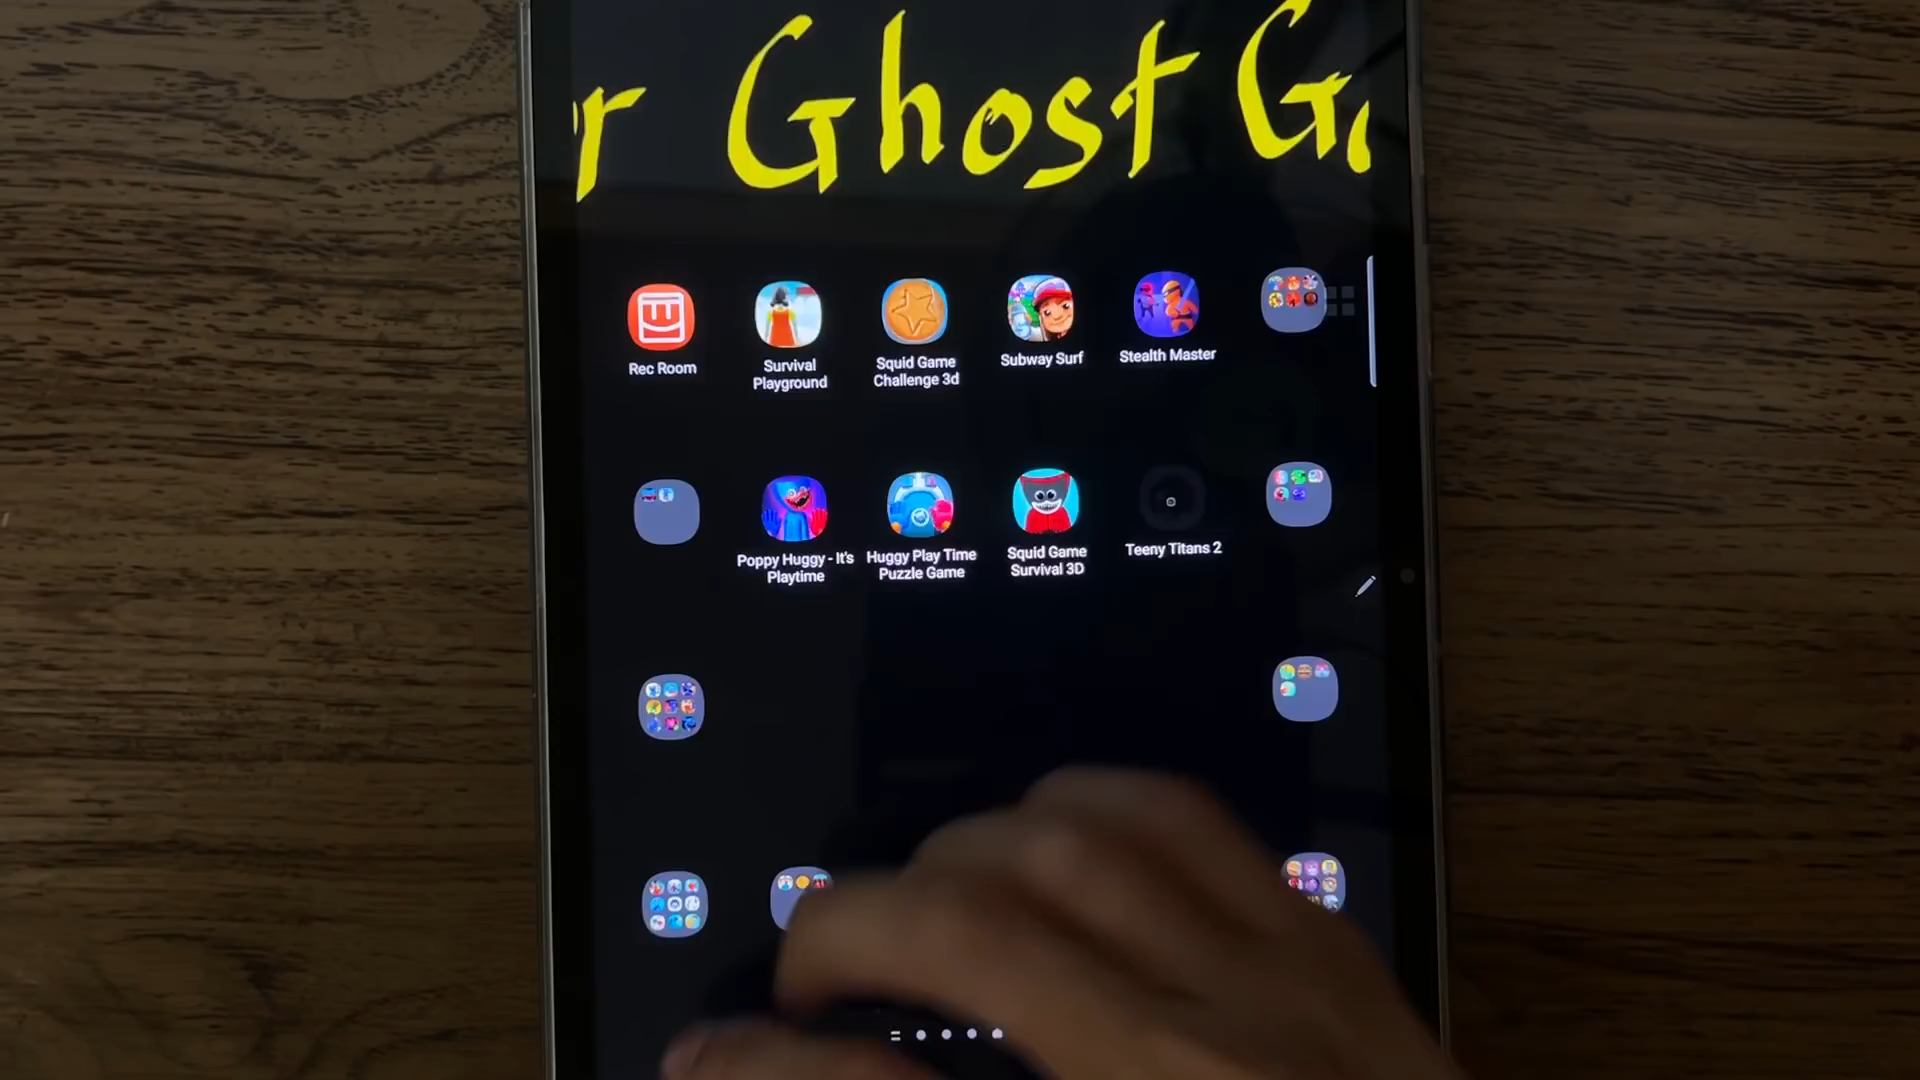 r Ghost G
Rec Room
Survival
Playground
Squid Game
Challenge 3d
Subway Surf
Stealth Master
Poppy Huggy - It's
Playtime
Huggy Play Time
Puzzle Game
Squid Game
Survival 3D
Teeny Titans 2